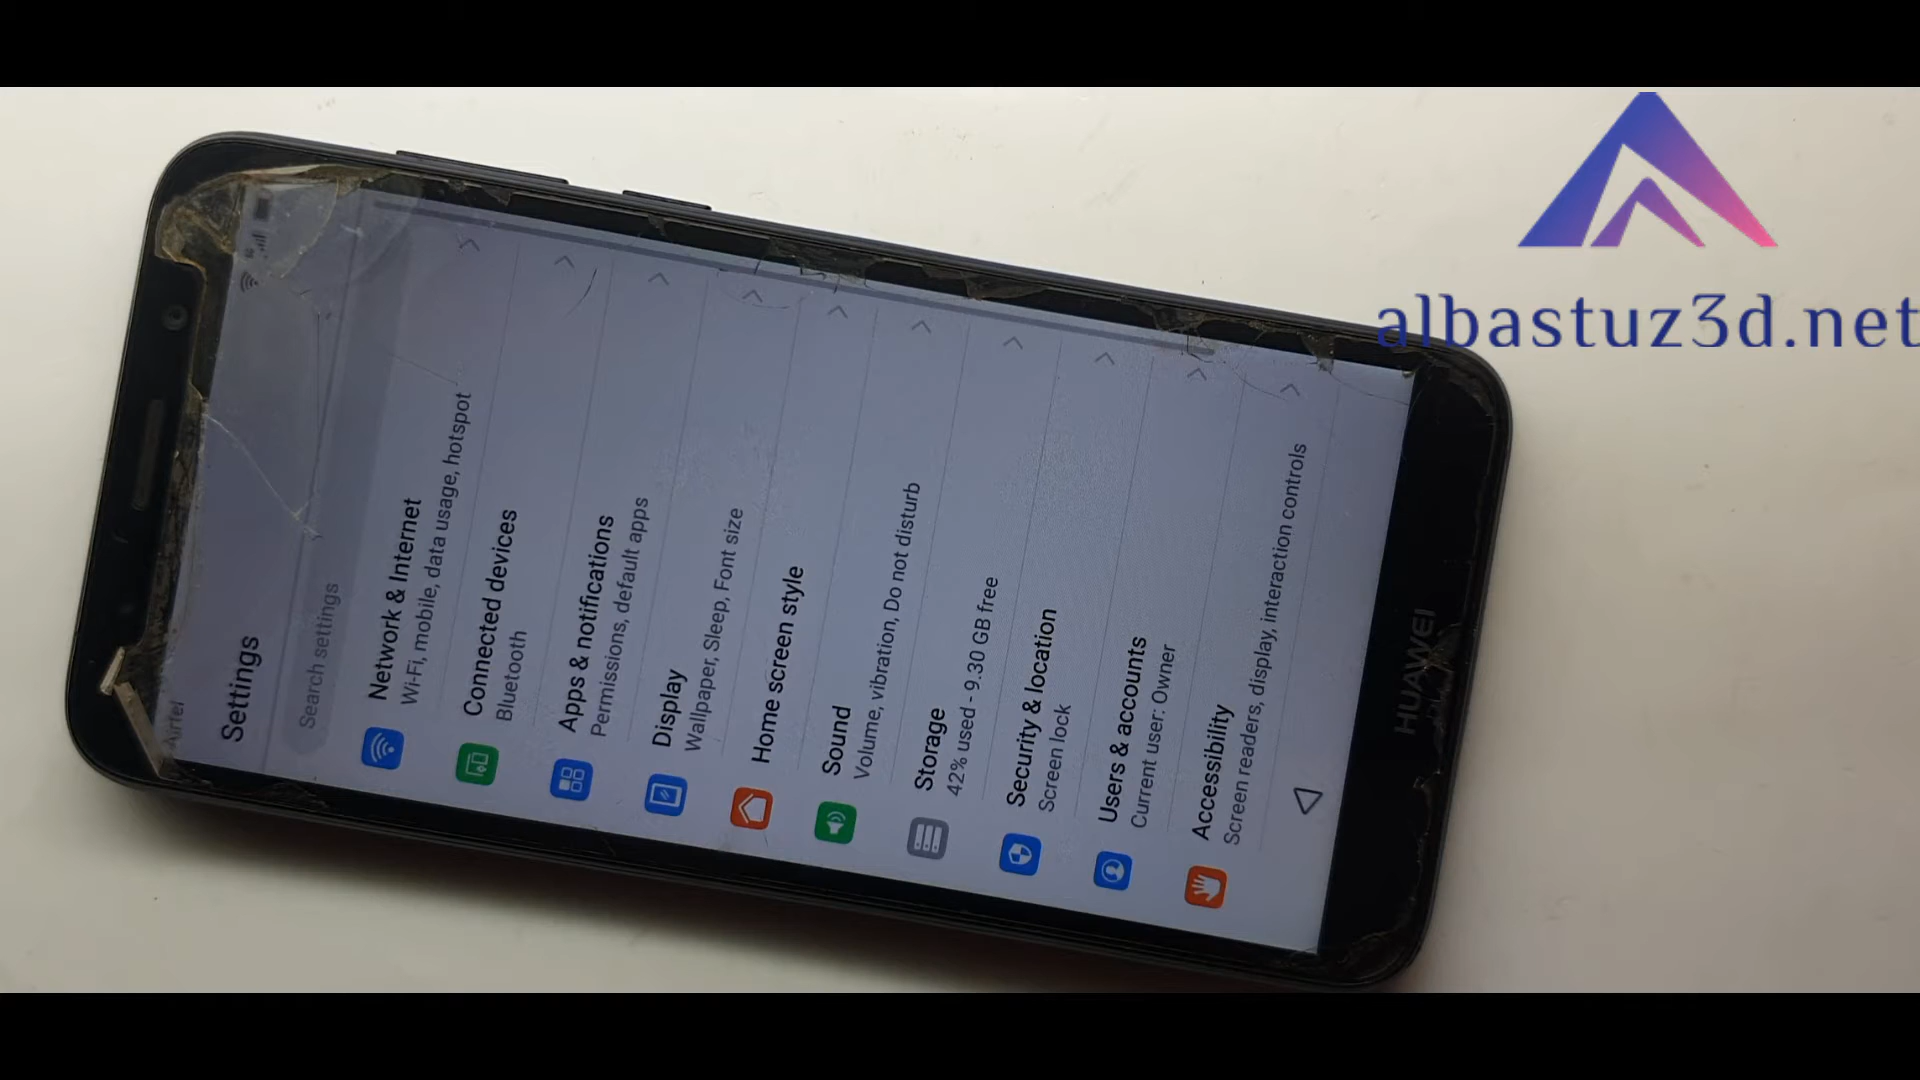 albastuz3d.net
Airtel
Settings
Search settings
Network & Internet
Wi-Fi, mobile, data usage, hotspot
Connected devices
Bluetooth
Apps & notifications
Permissions, default apps
Display
Wallpaper, Sleep, Font size
Home screen style
Sound
Volume, vibration, Do not disturb
Storage
42% used - 9.30 GB free
Security & location
Screen lock
Users & accounts
Current user: Owner
Accessibility
Screen readers, display, interaction controls
HUAWEI